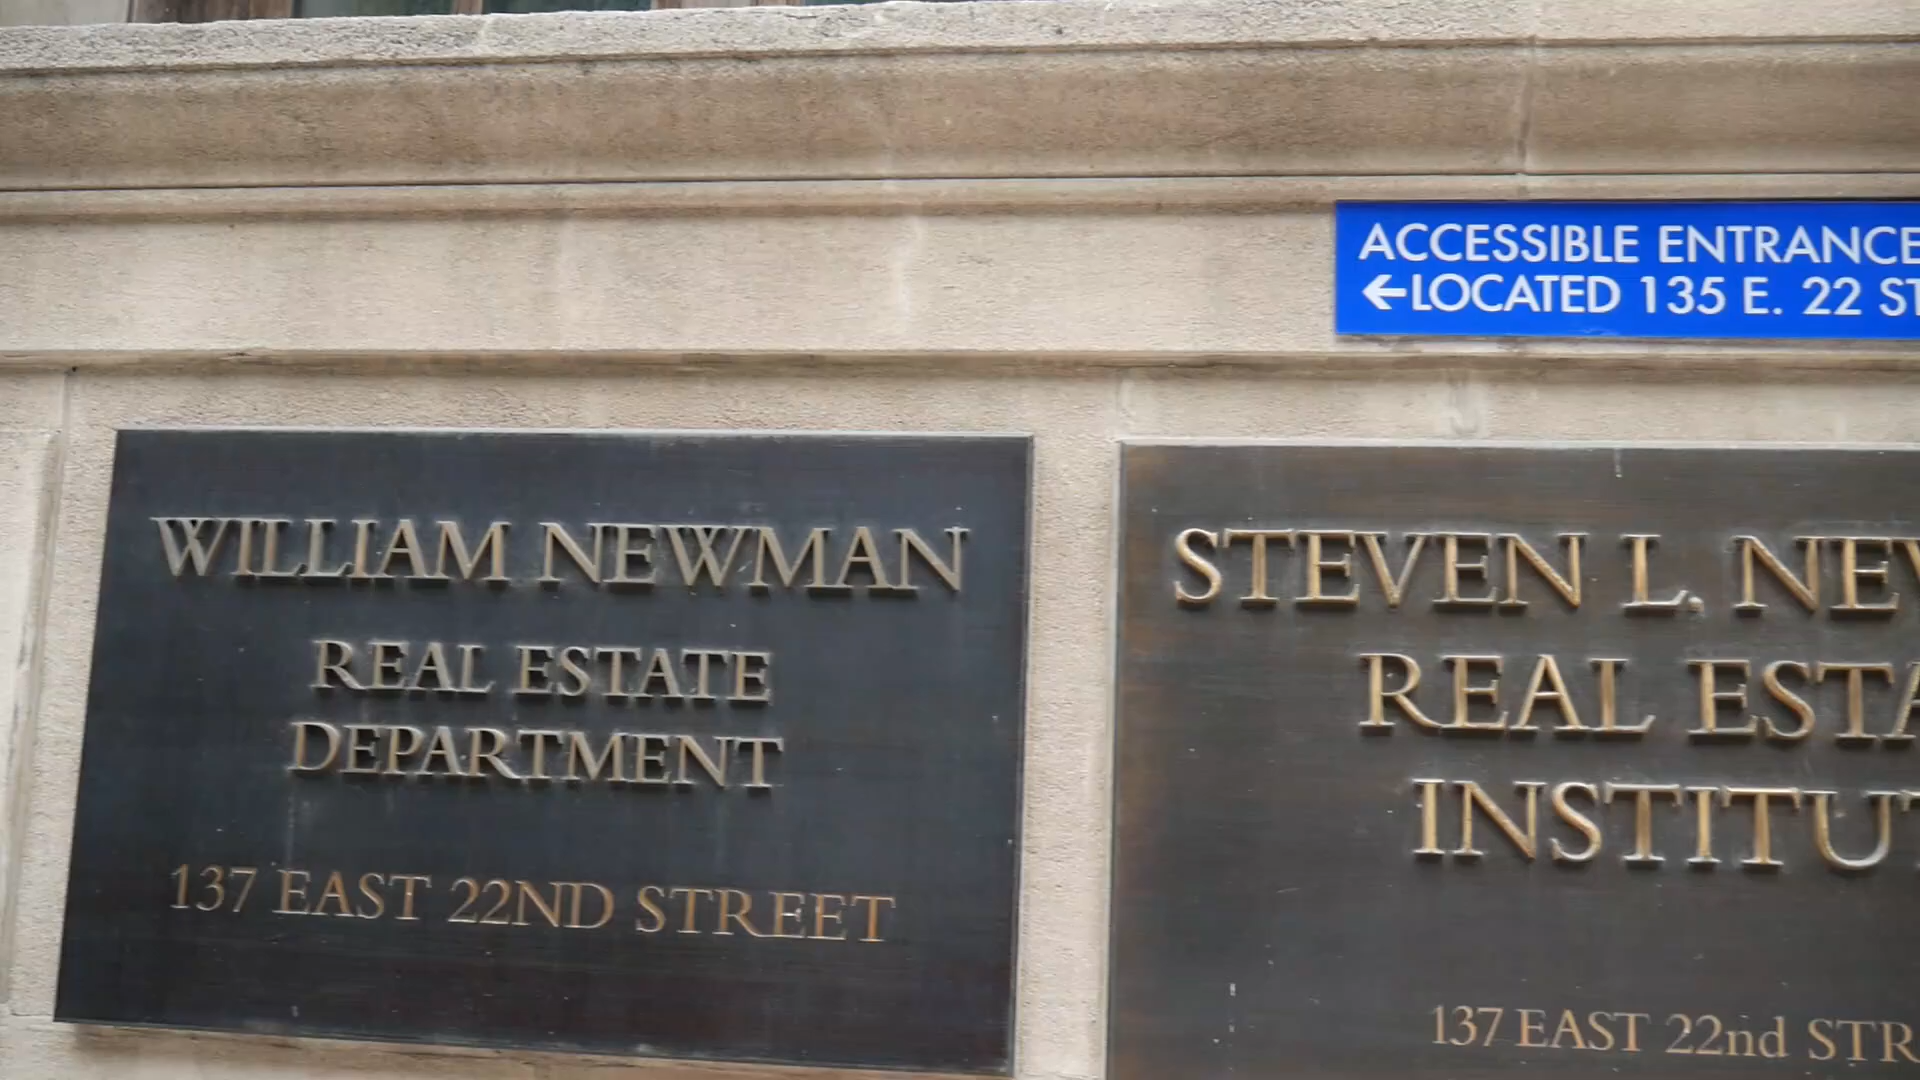 ACCESSIBLE ENTRANCE
←LOCATED 135 E. 22 ST
WILLIAM NEWMAN
REAL ESTATE
DEPARTMENT
137 EAST 22ND STREET
STEVEN L.
REAL
137 EAST 22nd